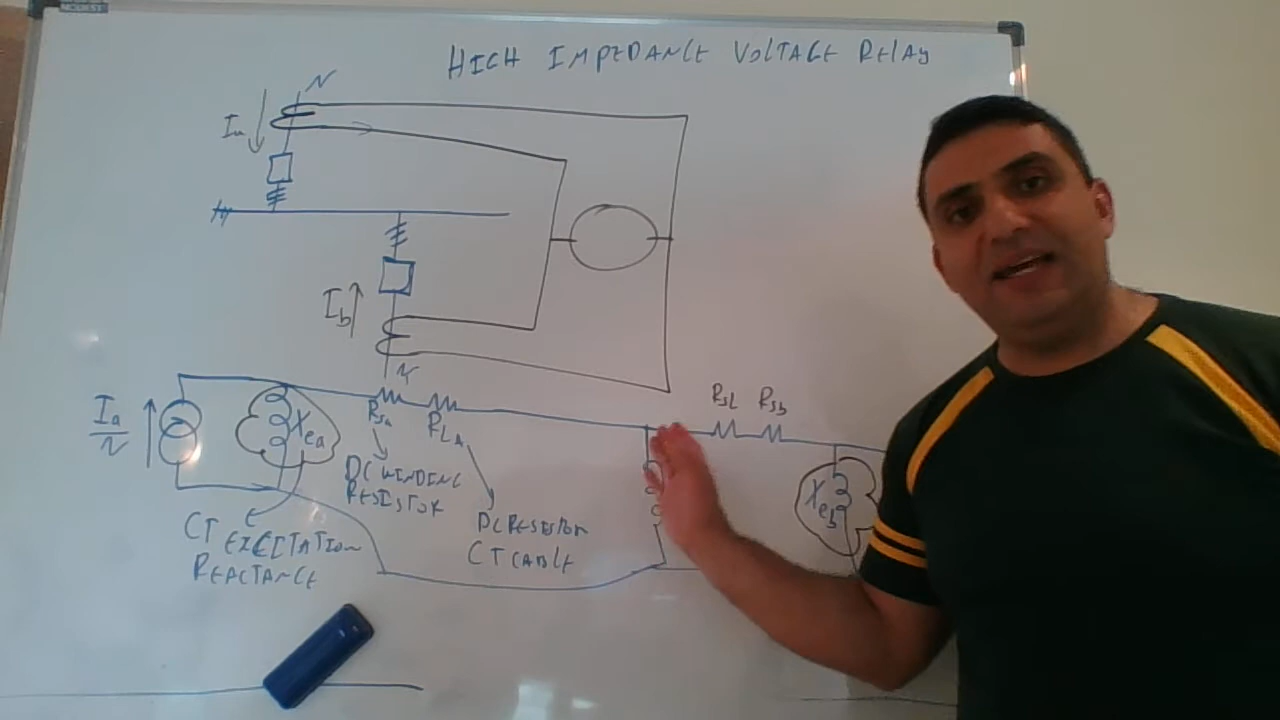 HIGH IMPEDANCE VOLTAGE RELAY
N
Ia
Ib
N
Ia
N
Xea
RSa
RLA
RSL
RSb
Xeb
DC WINDING
RESISTOR
DC RESISTOR
CT CABLE
CT EXCITATION
REACTANCE